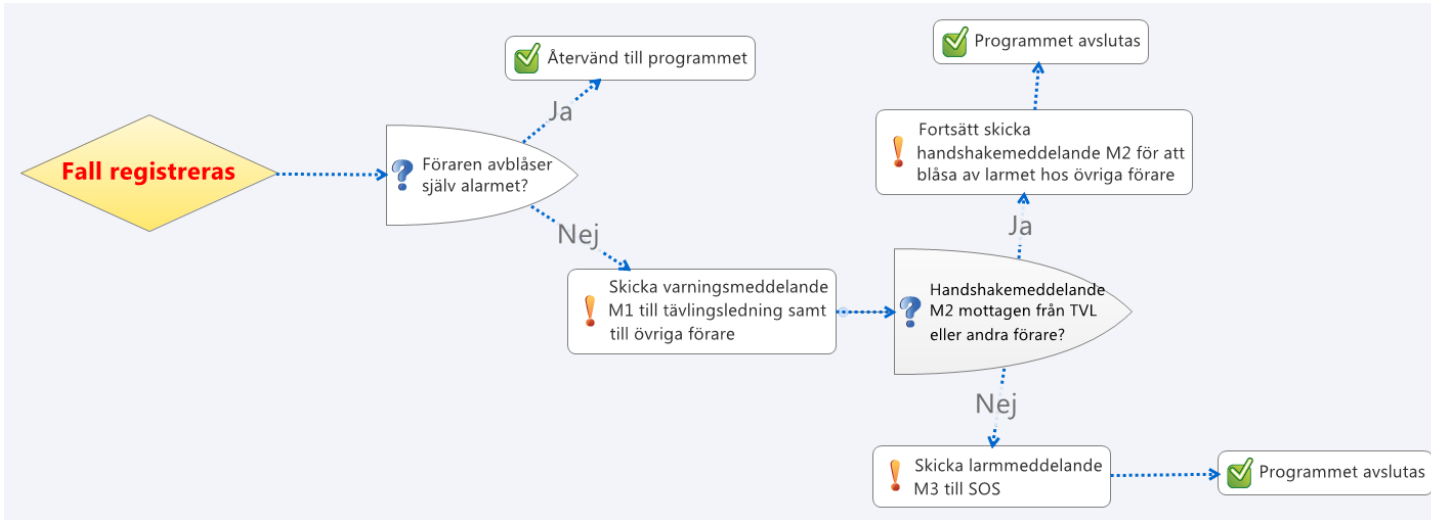 Fall registreras
Föraren avblåser
själv alarmet?
Ja
Återvänd till programmet
Nej
Skicka varningsmeddelande
M1 till tävlingsledning samt
till övriga förare
Handshakemeddelande
M2 mottagen från TVL
eller andra förare?
Ja
Fortsätt skicka
handshakemeddelande M2 för att
blåsa av larmet hos övriga förare
Programmet avslutas
Nej
Skicka larmmeddelande
M3 till SOS
Programmet avslutas